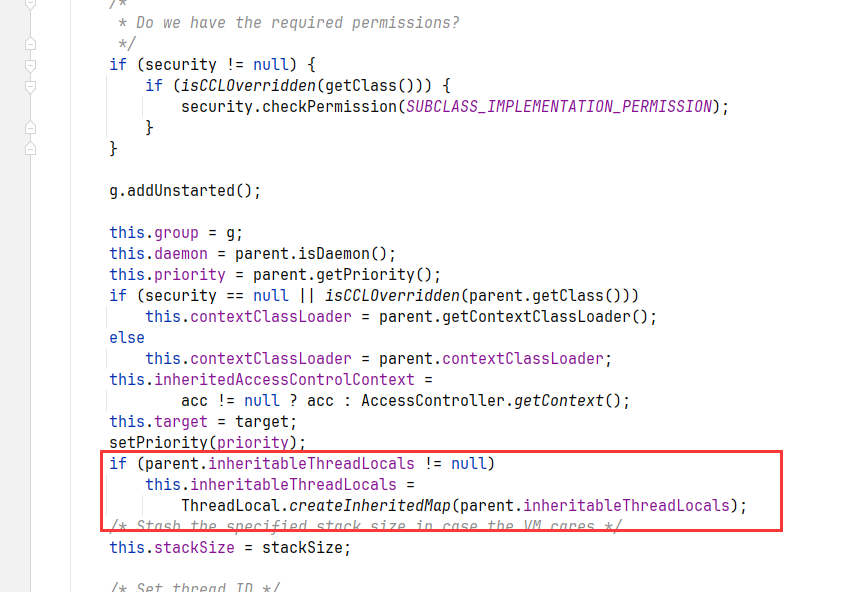 /*
 * Do we have the required permissions?
 */
if (security != null) {
    if (isCCLOverridden(getClass())) {
        security.checkPermission(SUBCLASS_IMPLEMENTATION_PERMISSION);
    }
}
g.addUnstarted();
this.group = g;
this.daemon = parent.isDaemon();
this.priority = parent.getPriority();
if (security == null || isCCLOverridden(parent.getClass()))
    this.contextClassLoader = parent.getContextClassLoader();
else
    this.contextClassLoader = parent.contextClassLoader;
this.inheritedAccessControlContext =
        acc != null ? acc : AccessController.getContext();
this.target = target;
setPriority(priority);
if (parent.inheritableThreadLocals != null)
    this.inheritableThreadLocals =
        ThreadLocal.createInheritedMap(parent.inheritableThreadLocals);
/* Stash the specified stack size in case the VM cares */
this.stackSize = stackSize;
/* Set thread ID */